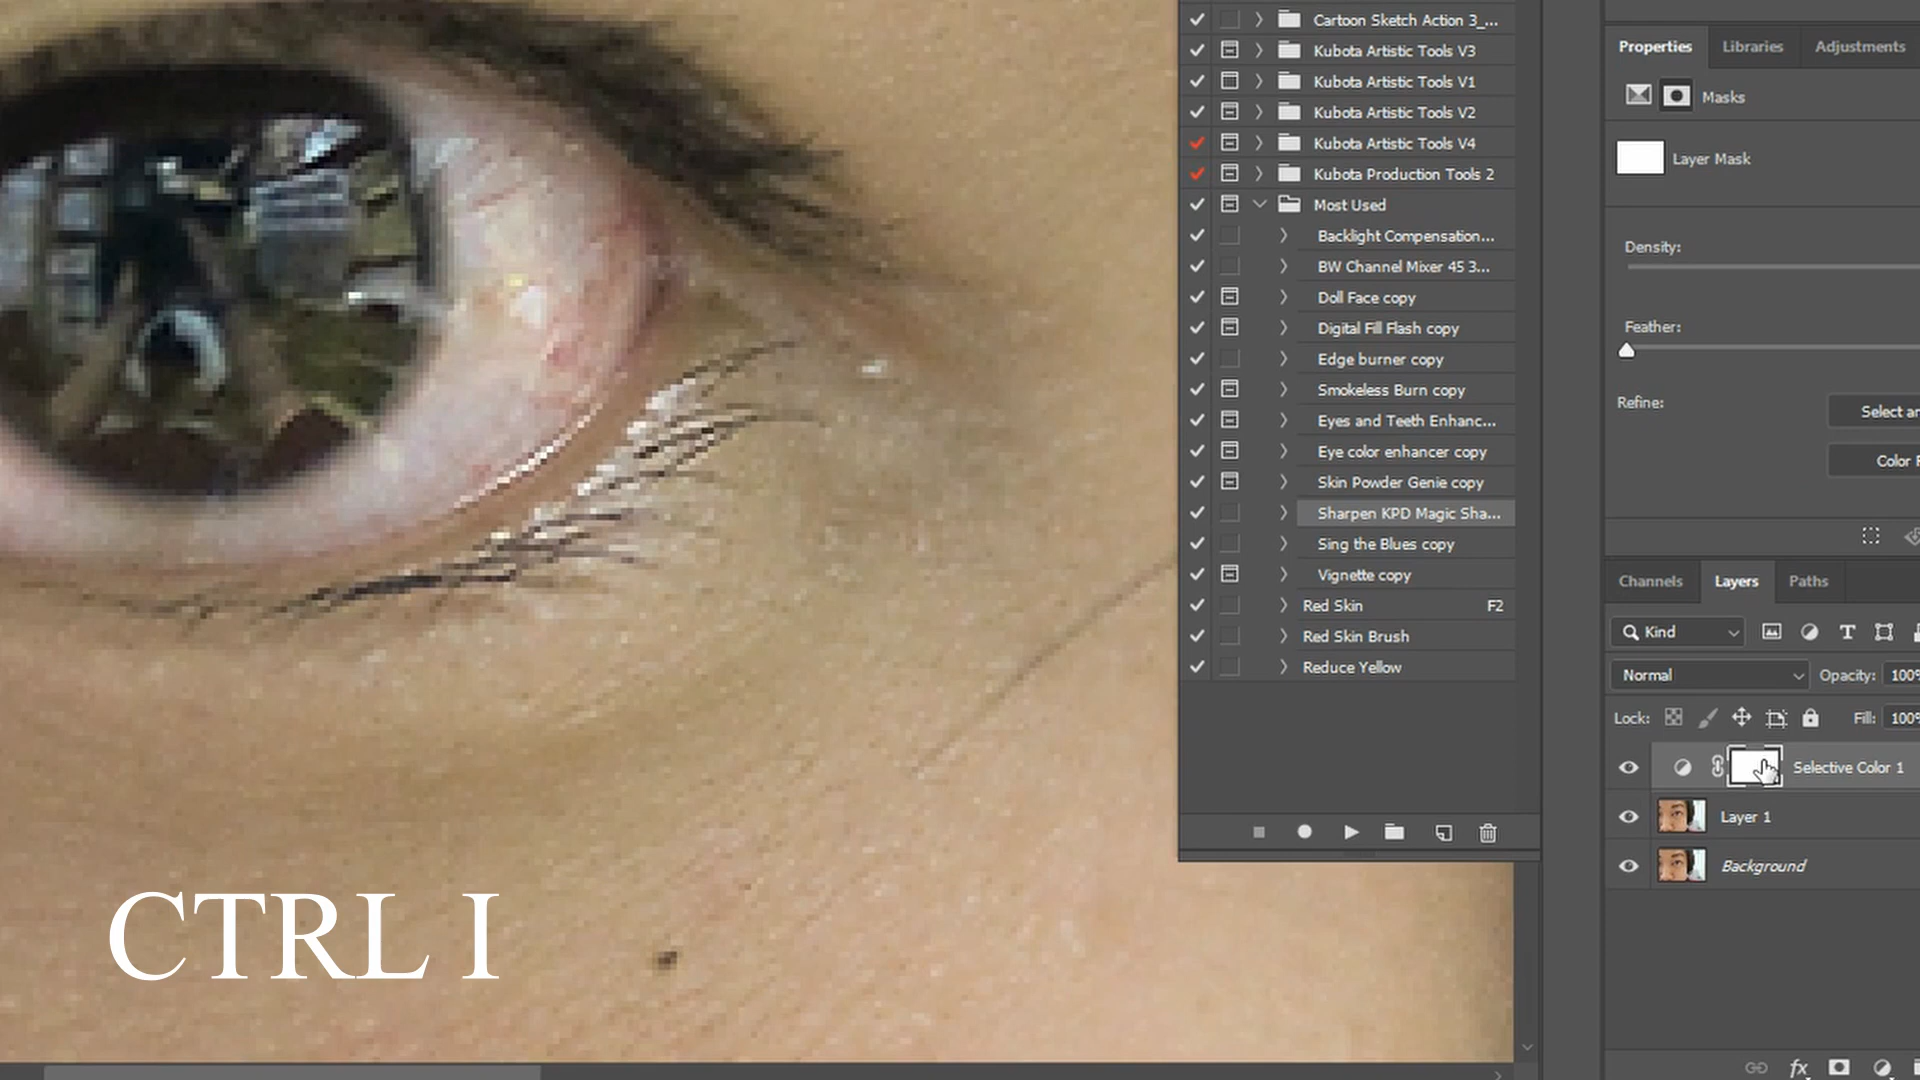 Cartoon Sketch Action 3_...
Kubota Artistic Tools V3
Kubota Artistic Tools V1
Kubota Artistic Tools V2
Kubota Artistic Tools V4
Kubota Production Tools 2
Most Used
Backlight Compensation...
BW Channel Mixer 45 3...
Doll Face copy
Digital Fill Flash copy
Edge burner copy
Smokeless Burn copy
Eyes and Teeth Enhanc...
Eye color enhancer copy
Skin Powder Genie copy
Sharpen KPD Magic Sha...
Sing the Blues copy
Vignette copy
Red Skin F2
Red Skin Brush
Reduce Yellow
Properties Libraries Adjustments
Masks
Layer Mask
Density:
Feather:
Refine:
Select an
Color F
Channels Layers Paths
Kind
Normal Opacity: 100%
Lock: Fill: 100%
Selective Color 1
Layer 1
Background
fx
CTRL I